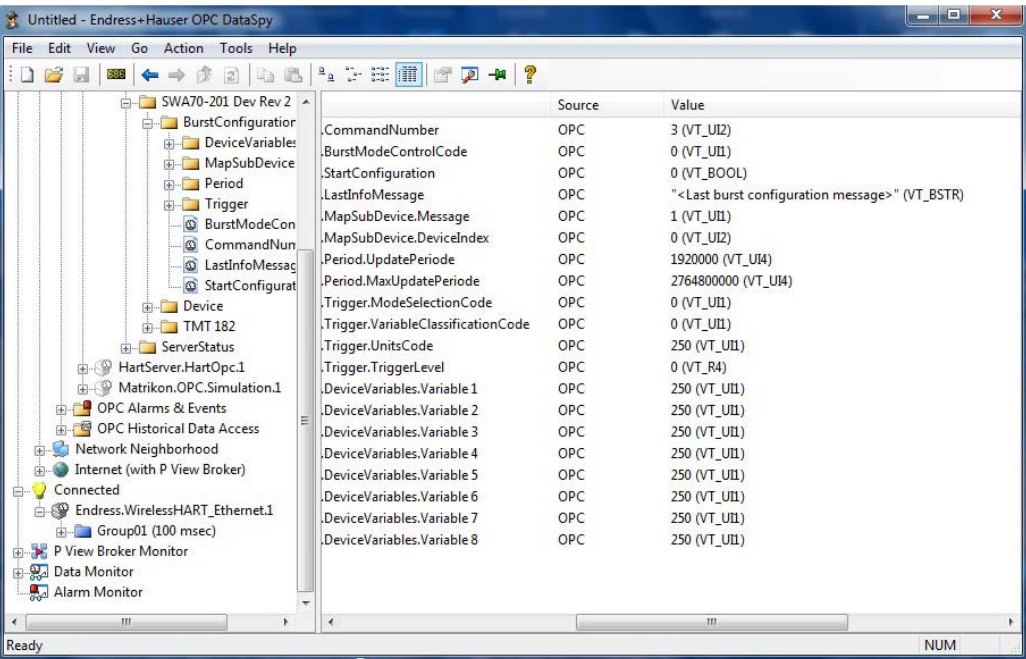 Untitled - Endress+Hauser OPC DataSpy
File Edit View Go Action Tools Help
686
SWA70-201 Dev Rev 2
BurstConfiguration
DeviceVariables
MapSubDevice
Period
Trigger
BurstModeCon
CommandNum
LastInfoMessag
StartConfigurat
Device
TMT 182
ServerStatus
HartServer.HartOpc.1
Matrikon.OPC.Simulation.1
OPC Alarms & Events
OPC Historical Data Access
Network Neighborhood
Internet (with P View Broker)
Connected
Endress.WirelessHART_Ethernet.1
Group01 (100 msec)
P View Broker Monitor
Data Monitor
Alarm Monitor
Source Value
.CommandNumber OPC 3 (VT_UI2)
.BurstModeControlCode OPC 0 (VT_UI1)
.StartConfiguration OPC 0 (VT_BOOL)
.LastInfoMessage OPC "<Last burst configuration message>" (VT_BSTR)
.MapSubDevice.Message OPC 1 (VT_UI1)
.MapSubDevice.DeviceIndex OPC 0 (VT_UI2)
.Period.UpdatePeriode OPC 1920000 (VT_UI4)
.Period.MaxUpdatePeriode OPC 2764800000 (VT_UI4)
.Trigger.ModeSelectionCode OPC 0 (VT_UI1)
.Trigger.VariableClassificationCode OPC 0 (VT_UI1)
.Trigger.UnitsCode OPC 250 (VT_UI1)
.Trigger.TriggerLevel OPC 0 (VT_R4)
.DeviceVariables.Variable 1 OPC 250 (VT_UI1)
.DeviceVariables.Variable 2 OPC 250 (VT_UI1)
.DeviceVariables.Variable 3 OPC 250 (VT_UI1)
.DeviceVariables.Variable 4 OPC 250 (VT_UI1)
.DeviceVariables.Variable 5 OPC 250 (VT_UI1)
.DeviceVariables.Variable 6 OPC 250 (VT_UI1)
.DeviceVariables.Variable 7 OPC 250 (VT_UI1)
.DeviceVariables.Variable 8 OPC 250 (VT_UI1)
Ready NUM